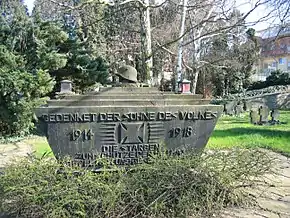 GEDENKET DER SÖHNE DES VOLKES
1914 1918
DIE STARBEN
ZUM SCHUTZE